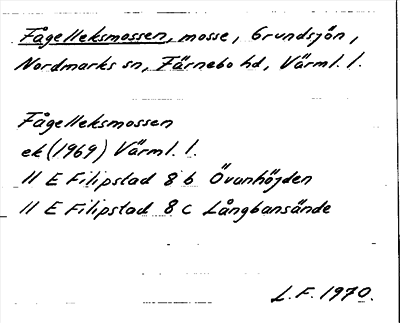 Fågelleksmossen, mosse, Grundsjön,
Nordmarks sn, Färnebo hd, Värml. l.
Fågelleksmossen
ek (1969) Värml. l.
11 E Filipstad 8 b Övanhöjden
11 E Filipstad 8 c Långbansände
L.F. 1970.